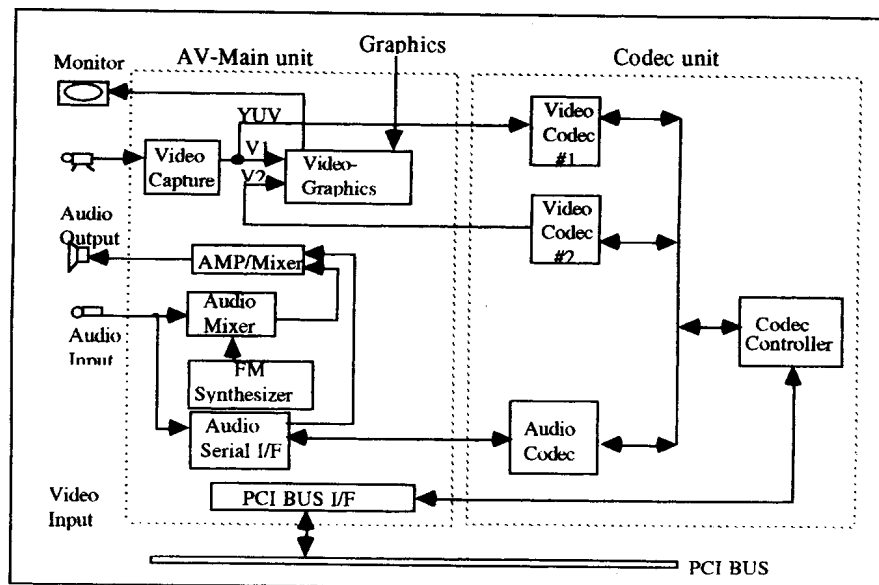 Graphics
AV-Main unit
Codec unit
Monitor
YUV
Video
Codec
#1
Video
Capture
V1
Video-
Graphics
V2
Video
Codec
#2
Audio
Output
AMP/Mixer
Audio
Mixer
Audio
Input
Codec
Controller
FM
Synthesizer
Audio
Serial I/F
Audio
Codec
Video
Input
PCI BUS I/F
PCI BUS